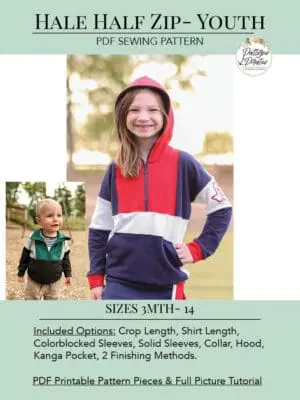 HALE HALF ZIP- YOUTH
PDF SEWING PATTERN
Patterns
& Pirates
SIZES 3MTH- 14
Included Options: Crop Length, Shirt Length,
Colorblocked Sleeves, Solid Sleeves, Collar, Hood,
Kanga Pocket, 2 Finishing Methods.
PDF Printable Pattern Pieces & Full Picture Tutorial